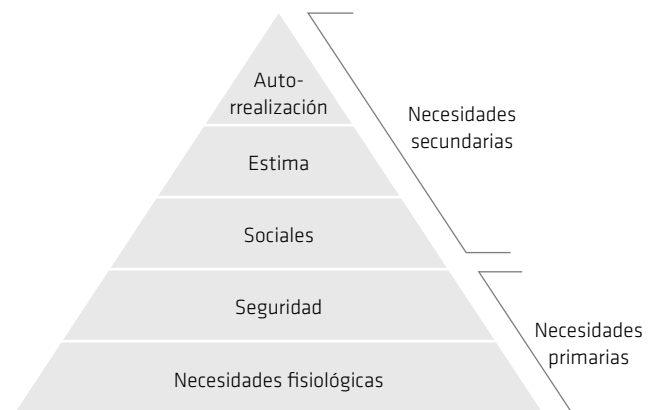 Auto-
rrealización
Necesidades
secundarias
Estima
Sociales
Seguridad
Necesidades
primarias
Necesidades fisiológicas